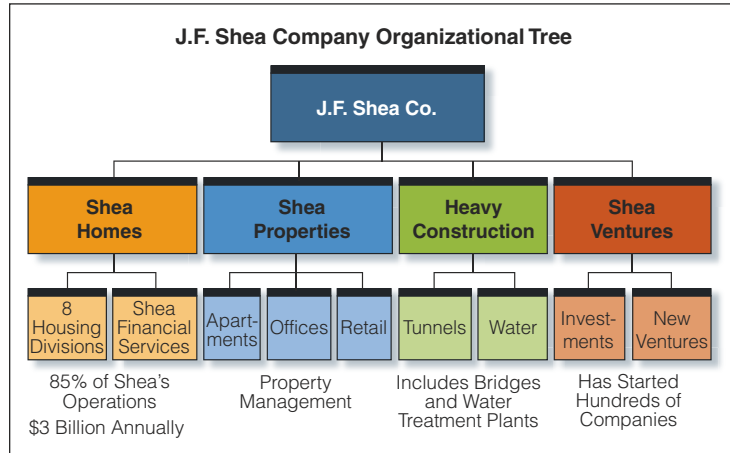 J.F. Shea Company Organizational Tree
J.F. Shea Co.
Shea
Homes
Shea
Properties
Heavy
Construction
Shea
Ventures
8
Housing
Divisions
Shea
Financial
Services
Apart-
ments
Offices
Retail
Tunnels
Water
Invest-
ments
New
Ventures
85% of Shea's
Operations
$3 Billion Annually
Property
Management
Includes Bridges
and Water
Treatment Plants
Has Started
Hundreds of
Companies